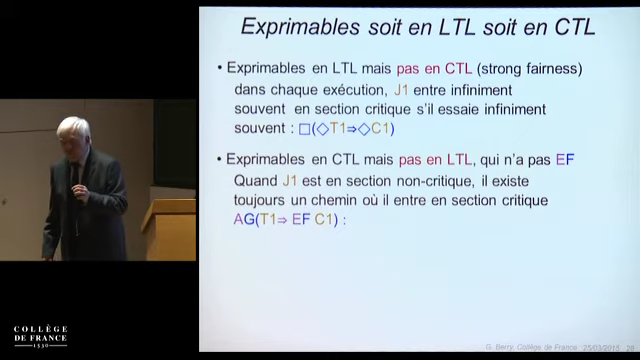 Exprimables soit en LTL soit en CTL
• Exprimables en LTL mais pas en CTL (strong fairness)
dans chaque exécution, J1 entre infiniment
souvent en section critique s'il essaie infiniment
souvent : □(◇T1⇒◇C1)
• Exprimables en CTL mais pas en LTL, qui n'a pas EF
Quand J1 est en section non-critique, il existe
toujours un chemin où il entre en section critique
AG(T1⇒ EF C1) :
COLLÈGE
DE FRANCE
1530
G. Berry, Collège de France, 25/03/2015 26